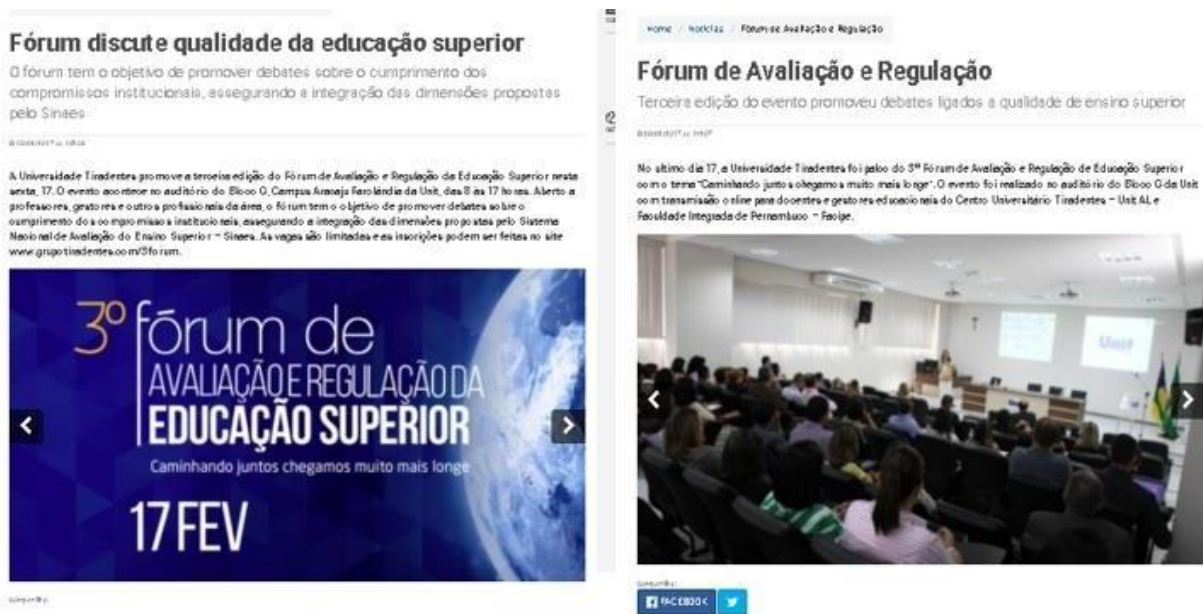 Fórum discute qualidade da educação superior
O fórum tem o objetivo de promover debates sobre o cumprimento dos
compromissos institucionais, assegurando a integração das dimensões propostas
pelo Sinaes
A Universidade Tiradentes promove a terceira edição do Fórum de Avaliação e Regulação da Educação Superior nesta
sexta, 17. O evento acontece no auditório do Bloco G, Campus Aracaju Farolândia da Unit, das 8 às 17 horas. Aberto a
professores, gestores e outros profissionais da área, o fórum tem o objetivo de promover debates sobre o
cumprimento dos compromissos institucionais, assegurando a integração das dimensões propostas pelo Sistema
Nacional de Avaliação do Ensino Superior – Sinaes. As vagas são limitadas e as inscrições podem ser feitas no site
www.grupotiradentes.com/3forum.
3º fórum de
AVALIAÇÃO E REGULAÇÃO DA
EDUCAÇÃO SUPERIOR
Caminhando juntos chegamos muito mais longe
17 FEV
Home / Notícias / Fórum de Avaliação e Regulação
Fórum de Avaliação e Regulação
Terceira edição do evento promoveu debates ligados a qualidade de ensino superior
No ultimo dia 17, a Universidade Tiradentes foi palco do 3º Fórum de Avaliação e Regulação de Educação Superior
com o tema "Caminhando juntos chegamos muito mais longe". O evento foi realizado no auditório do Bloco G da Unit
com transmissão online para docentes e gestores educacionais do Centro Universitário Tiradentes – Unit AL e
Faculdade Integrada de Pernambuco – Facipe.
Unit
FACEBOOK